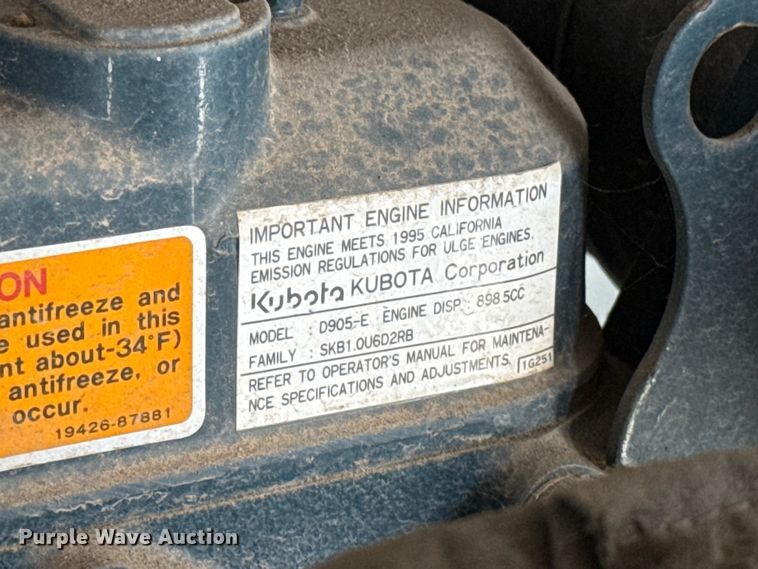 ON
antifreeze and
e used in this
nt about-34°F)
antifreeze, or
occur.
19426-87881
IMPORTANT ENGINE INFORMATION
THIS ENGINE MEETS 1995 CALIFORNIA
EMISSION REGULATIONS FOR ULGE ENGINES.
Kubota KUBOTA Corporation
MODEL : D905-E ENGINE DISP : 898.5CC
FAMILY : SKB1.0U6D2RB
REFER TO OPERATOR'S MANUAL FOR MAINTENA-
NCE SPECIFICATIONS AND ADJUSTMENTS. 1G251
Purple Wave Auction